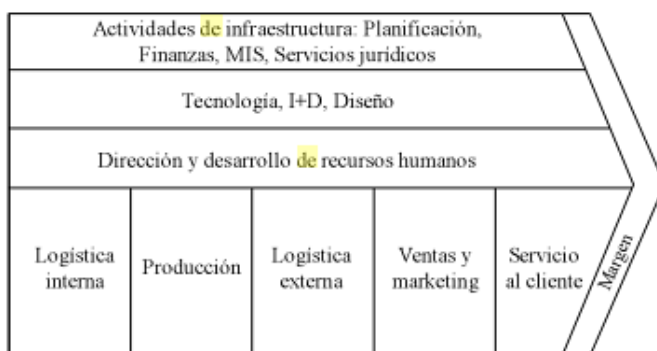 Actividades de infraestructura: Planificación,
Finanzas, MIS, Servicios jurídicos
Tecnología, I+D, Diseño
Dirección y desarrollo de recursos humanos
Logística
interna
Producción
Logística
externa
Ventas y
marketing
Servicio
al cliente
Margen